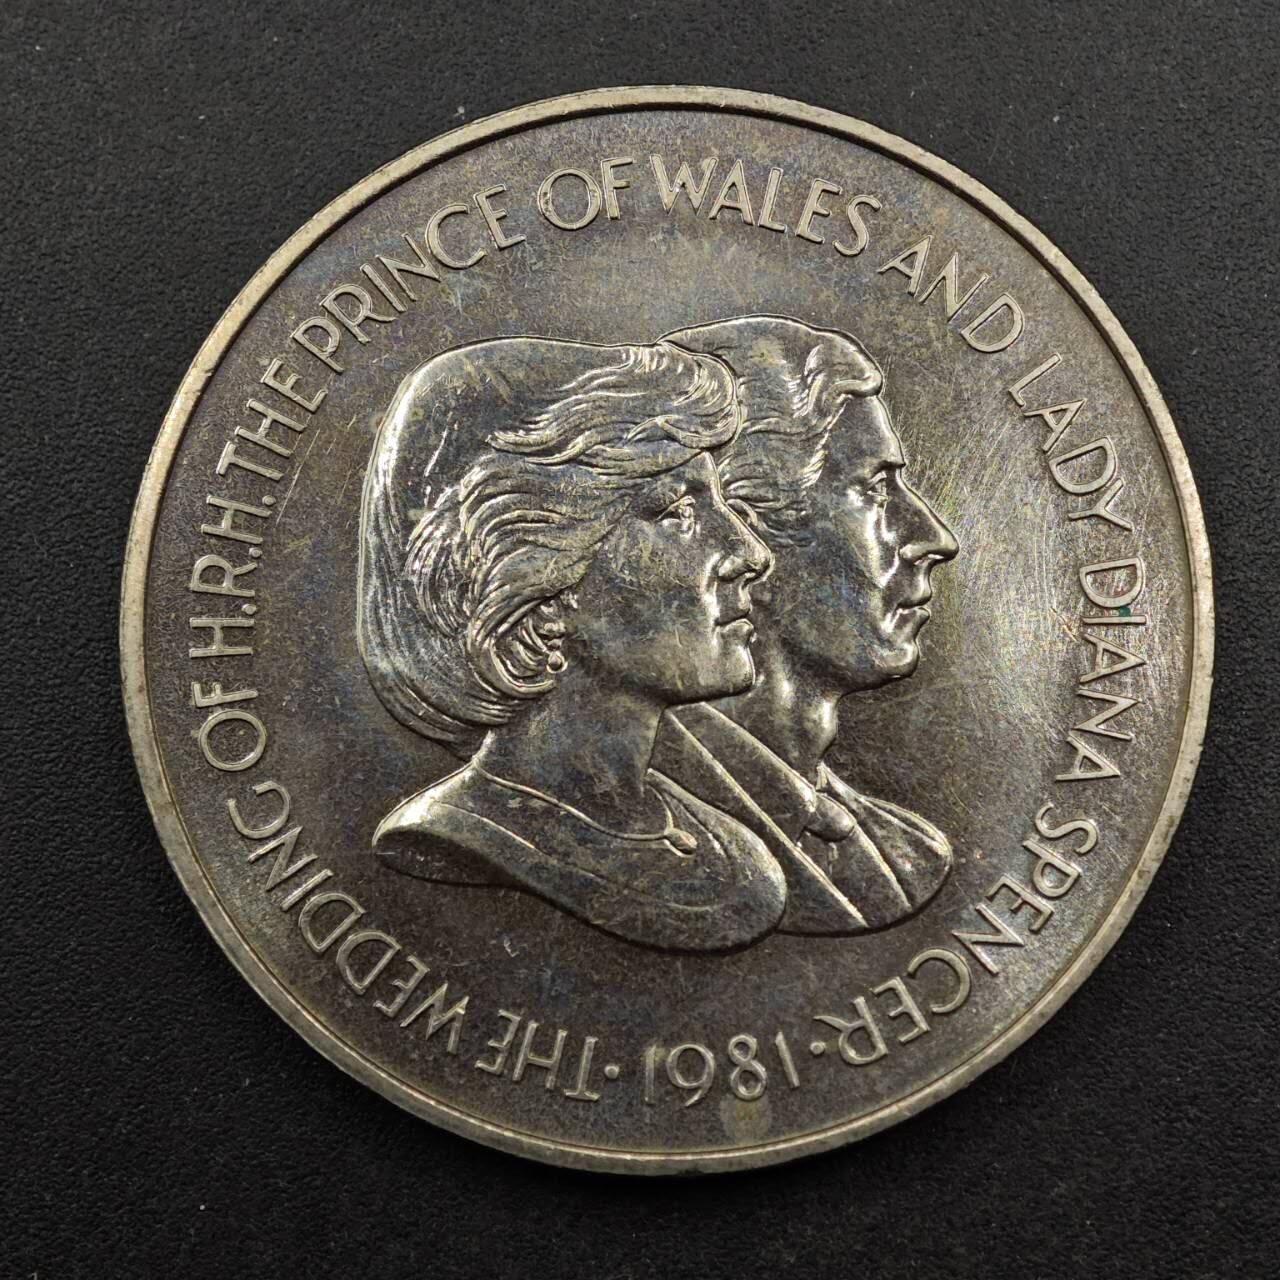 · THE WEDDING OF H.R.H. THE PRINCE OF WALES AND LADY DIANA SPENCER ·
1981